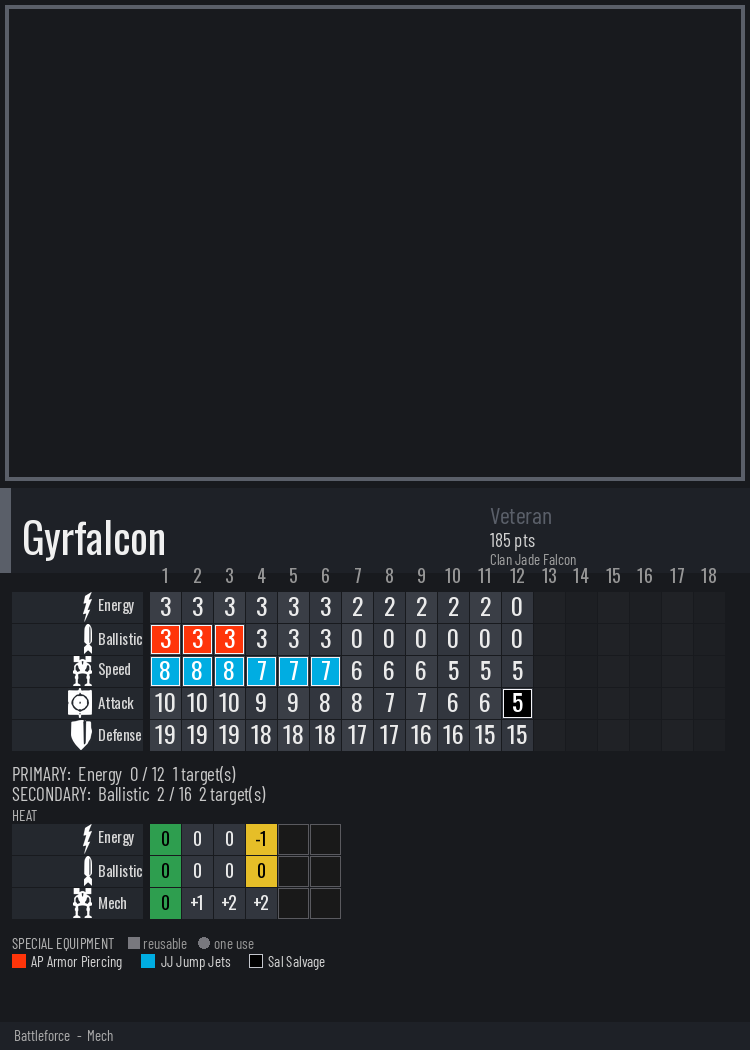 Gyrfalcon
Veteran
185 pts
Clan Jade Falcon
1 2 3 4 5 6 7 8 9 10 11 12 13 14 15 16 17 18
Energy 3 3 3 3 3 3 2 2 2 2 2 0
Ballistic 3 3 3 3 3 3 0 0 0 0 0 0
Speed 8 8 8 7 7 7 6 6 6 5 5 5
Attack 10 10 10 9 9 8 8 7 7 6 6 5
Defense 19 19 19 18 18 18 17 17 16 16 15 15
PRIMARY: Energy 0 / 12 1 target(s)
SECONDARY: Ballistic 2 / 16 2 target(s)
HEAT
Energy 0 0 0 -1
Ballistic 0 0 0 0
Mech 0 +1 +2 +2
SPECIAL EQUIPMENT reusable one use
AP Armor Piercing JJ Jump Jets Sal Salvage
Battleforce - Mech